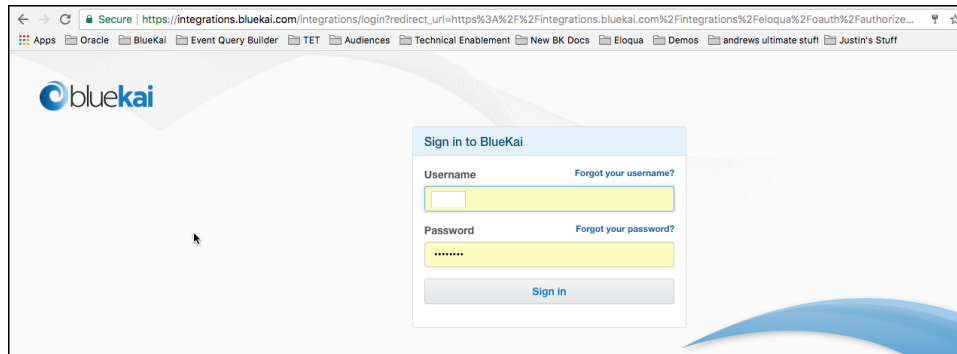 Secure | https://integrations.bluekai.com/integrations/login?redirect_url=https%3A%2F%2Fintegrations.bluekai.com%2Fintegrations%2Feloqua%2Foauth%2Fauthorize...
Apps Oracle BlueKai Event Query Builder TET Audiences Technical Enablement New BK Docs Eloqua Demos andrews ultimate stuff Justin's Stuff
bluekai
Sign in to BlueKai
Username Forgot your username?
Password Forgot your password?
••••••••
Sign in